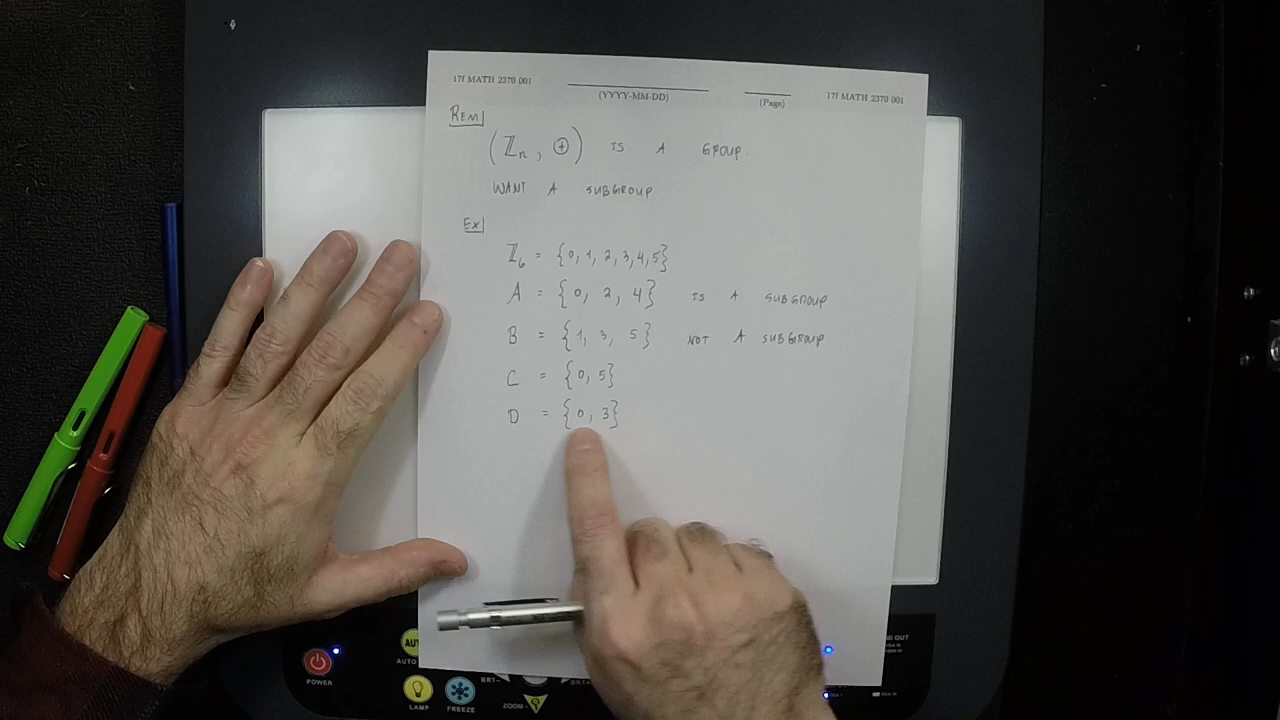 17f MATH 2370 001
(YYYY-MM-DD)
(Page)
17f MATH 2370 001
REM
(ℤn, ⊕) IS A GROUP.
WANT A SUBGROUP
EX
ℤ6 = {0, 1, 2, 3, 4, 5}
A = {0, 2, 4} IS A SUBGROUP
B = {1, 3, 5} NOT A SUBGROUP
C = {0, 5}
D = {0, 3}
POWER
AUTO
LAMP
FREEZE
BRT-
ZOOM-